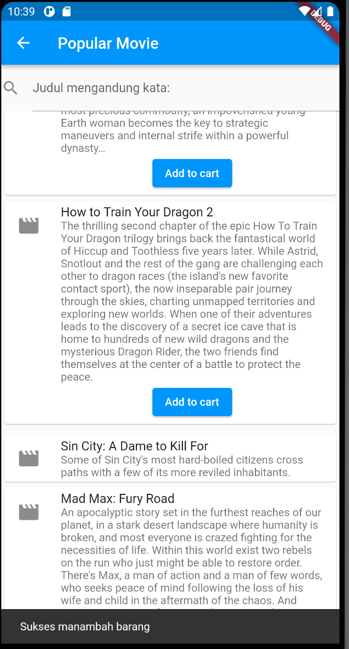 10:39
DEBUG
Popular Movie
Judul mengandung kata:
most precious commodity, an impoverished young
Earth woman becomes the key to strategic
maneuvers and internal strife within a powerful
dynasty...
Add to cart
How to Train Your Dragon 2
The thrilling second chapter of the epic How To Train
Your Dragon trilogy brings back the fantastical world
of Hiccup and Toothless five years later. While Astrid,
Snotlout and the rest of the gang are challenging each
other to dragon races (the island's new favorite
contact sport), the now inseparable pair journey
through the skies, charting unmapped territories and
exploring new worlds. When one of their adventures
leads to the discovery of a secret ice cave that is
home to hundreds of new wild dragons and the
mysterious Dragon Rider, the two friends find
themselves at the center of a battle to protect the
peace.
Add to cart
Sin City: A Dame to Kill For
Some of Sin City's most hard-boiled citizens cross
paths with a few of its more reviled inhabitants.
Mad Max: Fury Road
An apocalyptic story set in the furthest reaches of our
planet, in a stark desert landscape where humanity is
broken, and most everyone is crazed fighting for the
necessities of life. Within this world exist two rebels
on the run who just might be able to restore order.
There's Max, a man of action and a man of few words,
who seeks peace of mind following the loss of his
wife and child in the aftermath of the chaos. And
Sukses manambah barang